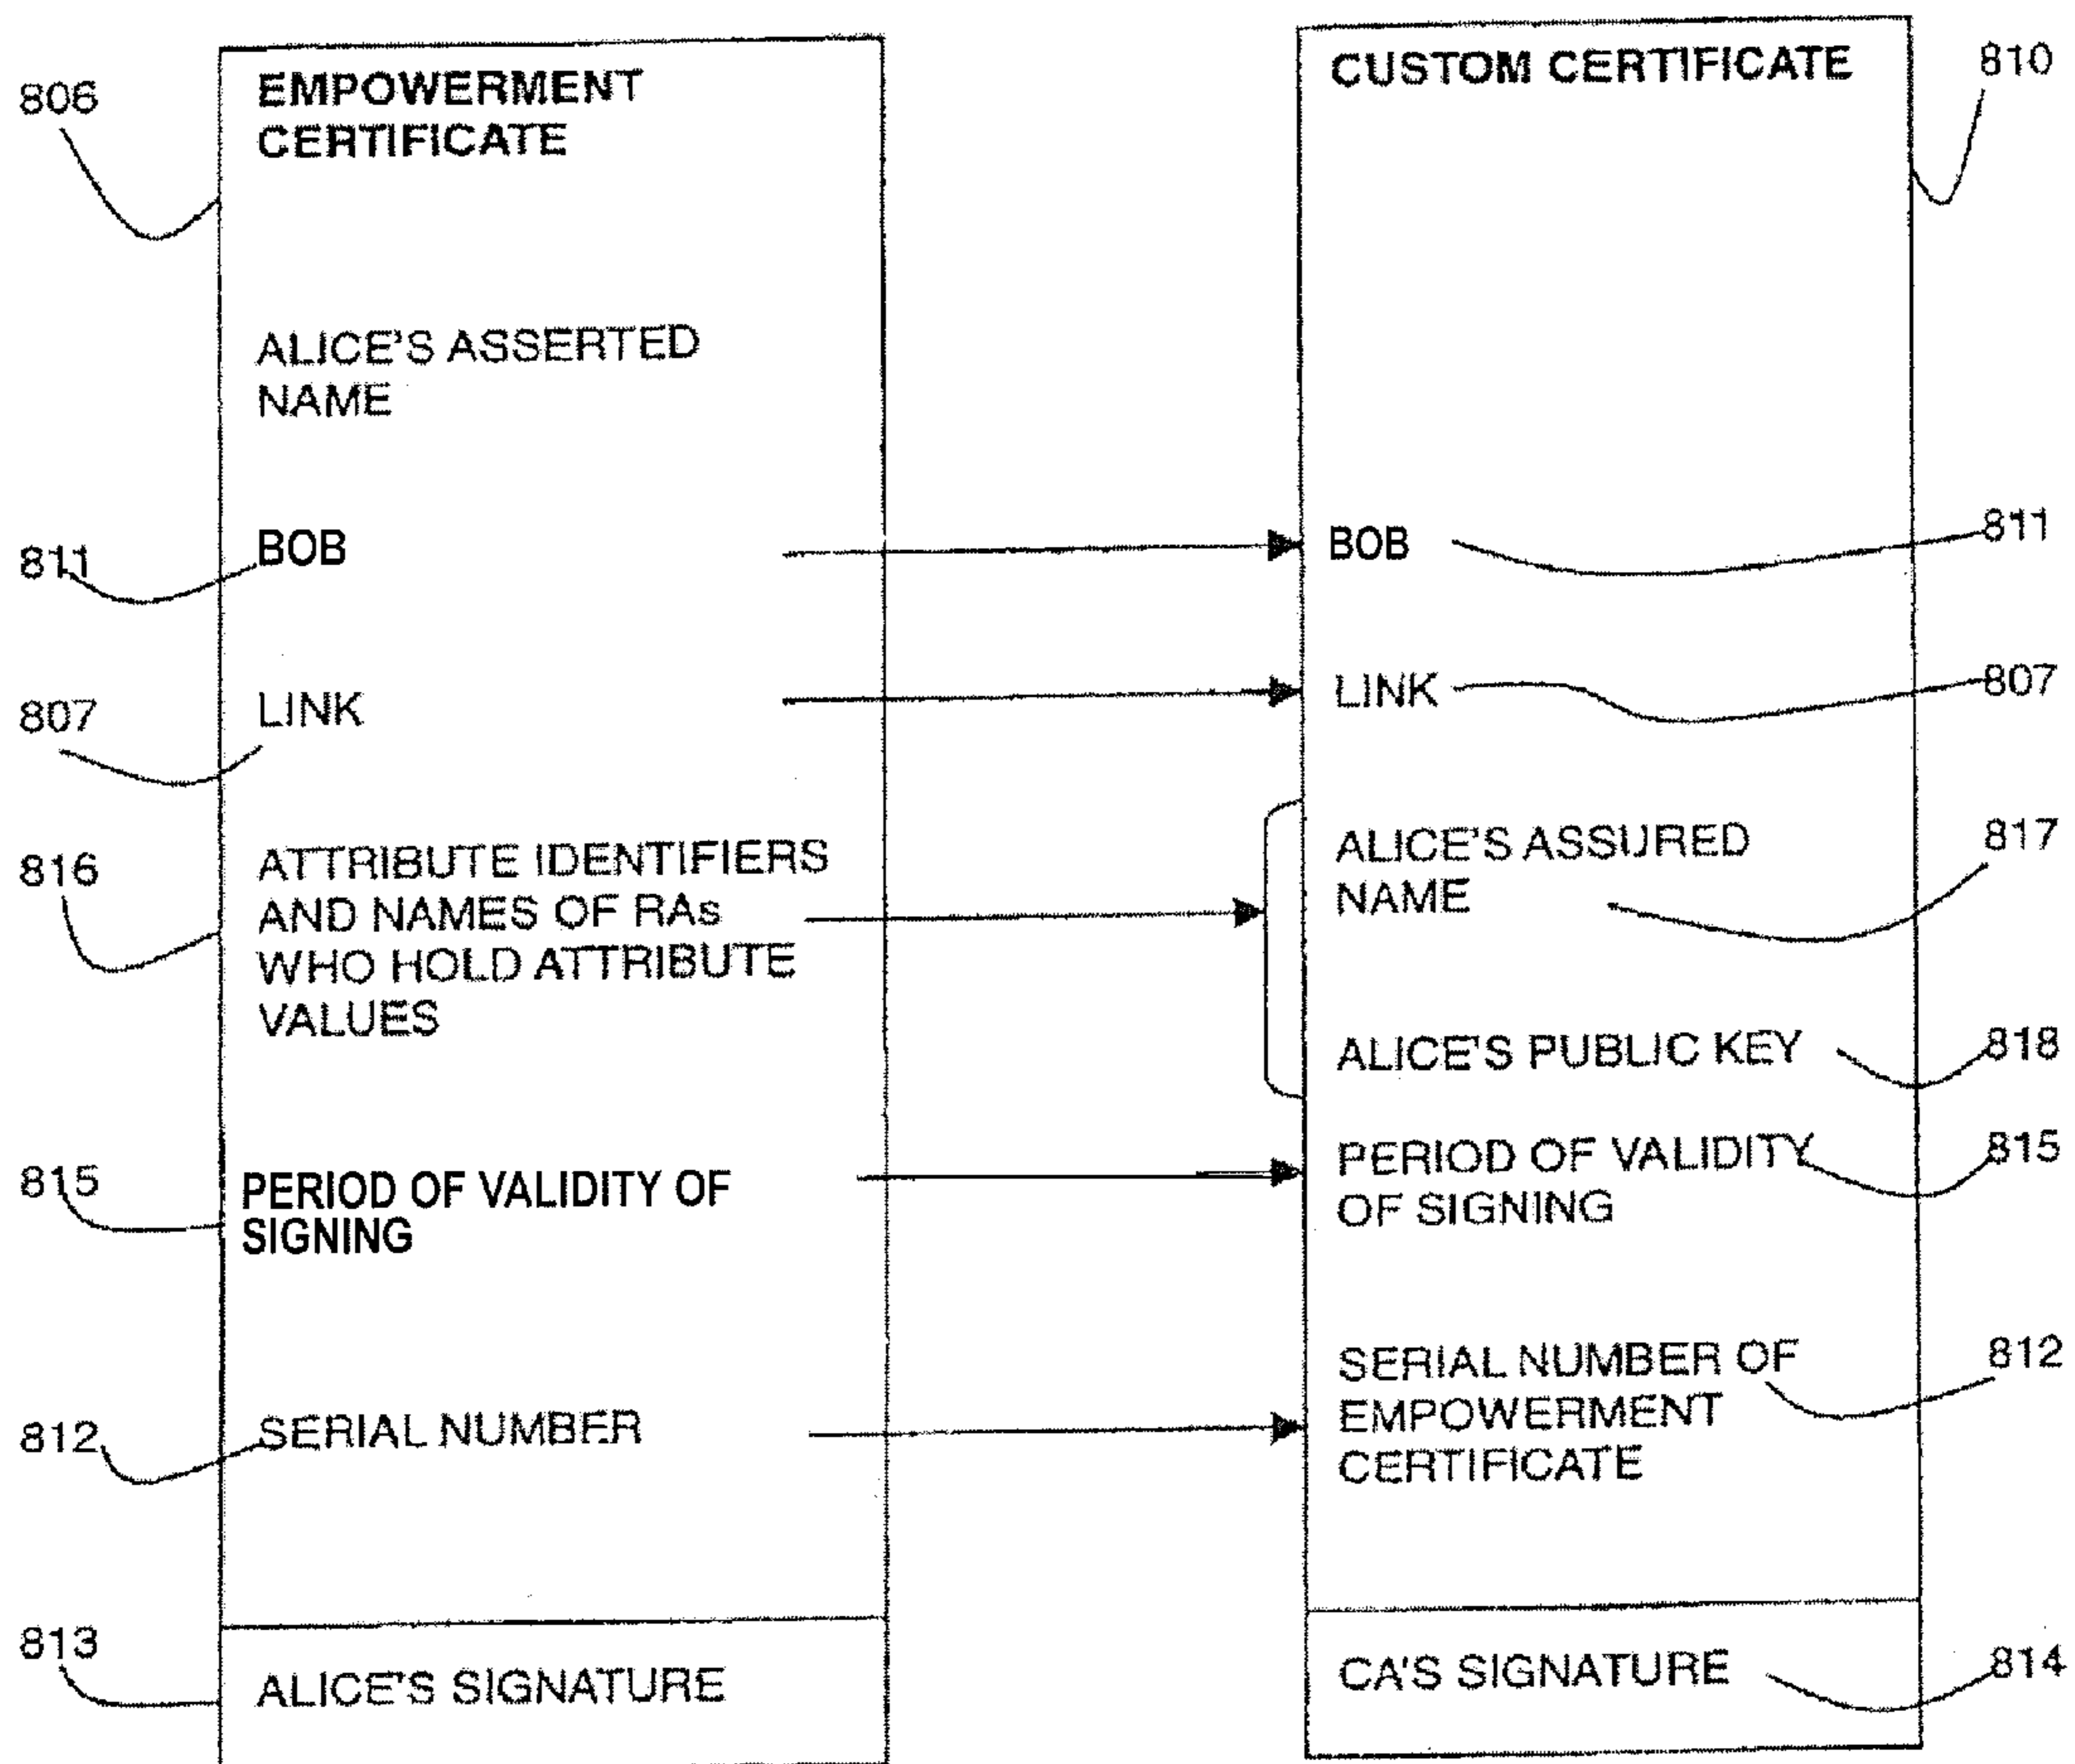 EMPOWERMENT
CERTIFICATE
806
ALICE'S ASSERTED
NAME
811
BOB
807
LINK
816
ATTRIBUTE IDENTIFIERS
AND NAMES OF RAs
WHO HOLD ATTRIBUTE
VALUES
815
PERIOD OF VALIDITY OF
SIGNING
812
SERIAL NUMBER
813
ALICE'S SIGNATURE
CUSTOM CERTIFICATE
810
BOB
811
LINK
807
ALICE'S ASSURED
NAME
817
ALICE'S PUBLIC KEY
818
PERIOD OF VALIDITY
OF SIGNING
815
SERIAL NUMBER OF
EMPOWERMENT
CERTIFICATE
812
CA'S SIGNATURE
814